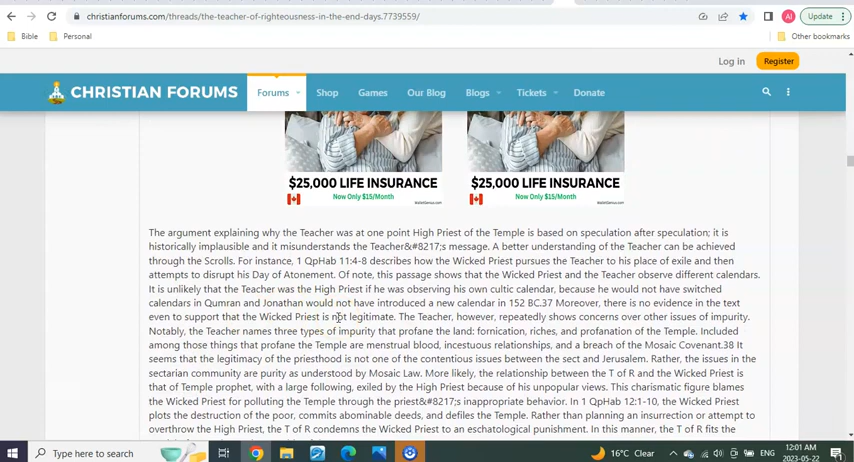 christianforums.com/threads/the-teacher-of-righteousness-in-the-end-days.7739559/
AI
Update
Bible
Personal
Other bookmarks
Log in
Register
CHRISTIAN FORUMS
Forums
Shop
Games
Our Blog
Blogs
Tickets
Donate
$25,000 LIFE INSURANCE
$25,000 LIFE INSURANCE
Now Only $15/Month
Now Only $15/Month
The argument explaining why the Teacher was at one point High Priest of the Temple is based on speculation after speculation; it is
historically implausible and it misunderstands the Teacher&#8217;s message. A better understanding of the Teacher can be achieved
through the Scrolls. For instance, 1 QpHab 11:4-8 describes how the Wicked Priest pursues the Teacher to his place of exile and then
attempts to disrupt his Day of Atonement. Of note, this passage shows that the Wicked Priest and the Teacher observe different calendars.
It is unlikely that the Teacher was the High Priest if he was observing his own cultic calendar, because he would not have switched
calendars in Qumran and Jonathan would not have introduced a new calendar in 152 BC.37 Moreover, there is no evidence in the text
even to support that the Wicked Priest is not legitimate. The Teacher, however, repeatedly shows concerns over other issues of impurity.
Notably, the Teacher names three types of impurity that profane the land: fornication, riches, and profanation of the Temple. Included
among those things that profane the Temple are menstrual blood, incestuous relationships, and a breach of the Mosaic Covenant.38 It
seems that the legitimacy of the priesthood is not one of the contentious issues between the sect and Jerusalem. Rather, the issues in the
sectarian community are purity as understood by Mosaic Law. More likely, the relationship between the T of R and the Wicked Priest is
that of Temple prophet, with a large following, exiled by the High Priest because of his unpopular views. This charismatic figure blames
the Wicked Priest for polluting the Temple through the priest&#8217;s inappropriate behavior. In 1 QpHab 12:1-10, the Wicked Priest
plots the destruction of the poor, commits abominable deeds, and defiles the Temple. Rather than planning an insurrection or attempt to
overthrow the High Priest, the T of R condemns the Wicked Priest to an eschatological punishment. In this manner, the T of R fits the
Type here to search
16°C Clear
ENG
12:01 AM
2023-05-22